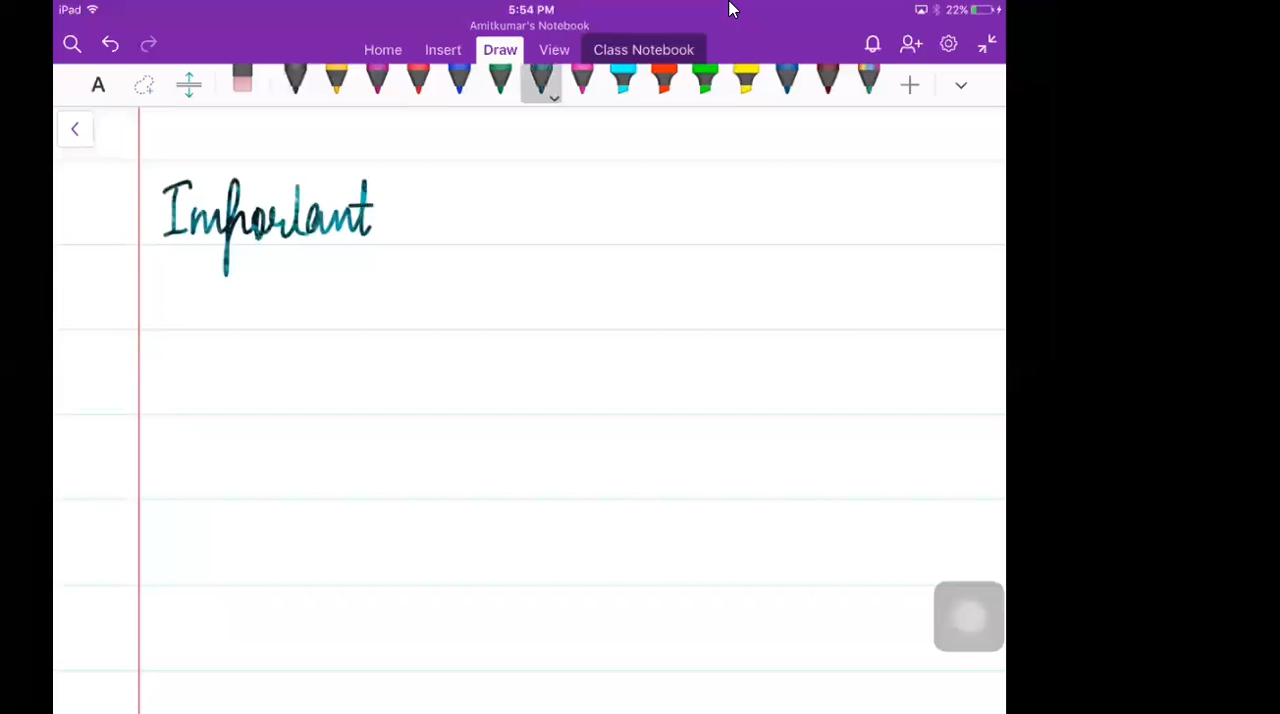 iPad 5:54 PM 22%
Amitkumar's Notebook
Home Insert Draw View Class Notebook
A
Important